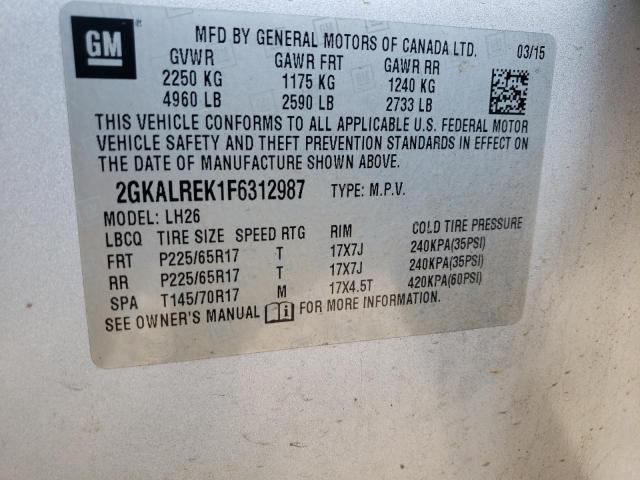 GM
MFD BY GENERAL MOTORS OF CANADA LTD. 03/15
GVWR GAWR FRT GAWR RR
2250 KG 1175 KG 1240 KG
4960 LB 2590 LB 2733 LB
THIS VEHICLE CONFORMS TO ALL APPLICABLE U.S. FEDERAL MOTOR
VEHICLE SAFETY AND THEFT PREVENTION STANDARDS IN EFFECT ON
THE DATE OF MANUFACTURE SHOWN ABOVE.
2GKALREK1F6312987 TYPE: M.P.V.
MODEL: LH26
LBCQ TIRE SIZE SPEED RTG RIM COLD TIRE PRESSURE
FRT P225/65R17 T 17X7J 240KPA(35PSI)
RR P225/65R17 T 17X7J 240KPA(35PSI)
SPA T145/70R17 M 17X4.5T 420KPA(60PSI)
SEE OWNER'S MANUAL FOR MORE INFORMATION.